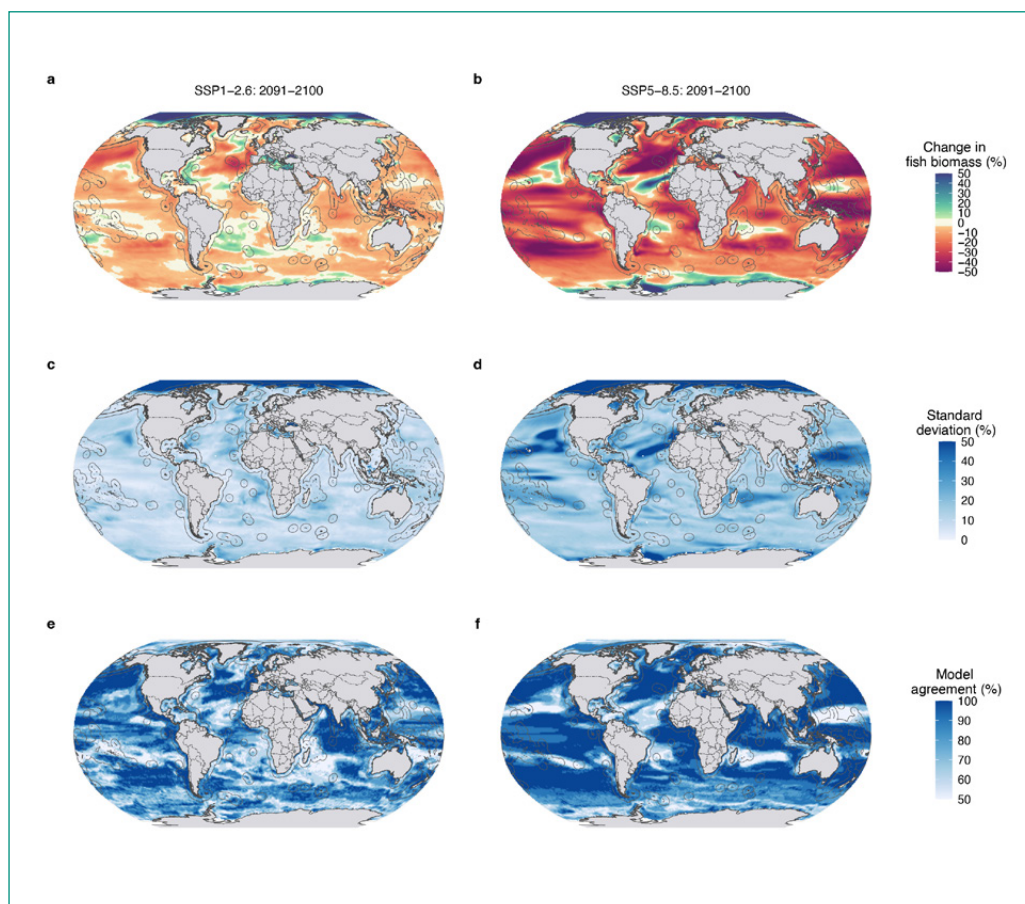 a
SSP1−2.6: 2091−2100
b
SSP5−8.5: 2091−2100
Change in
fish biomass (%)
50
40
30
20
10
0
−10
−20
−30
−40
−50
c
d
Standard
deviation (%)
50
40
30
20
10
0
e
f
Model
agreement (%)
100
90
80
70
60
50